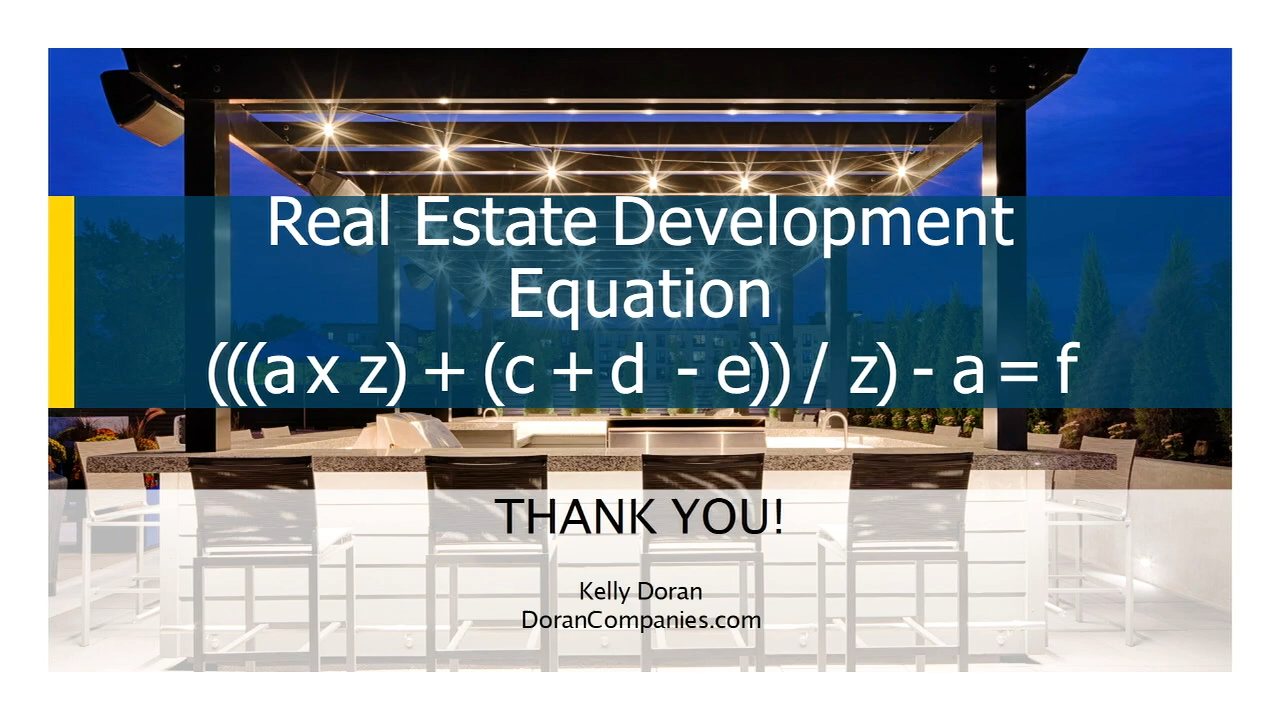 Real Estate Development
Equation
(((a x z) + (c + d - e)) / z) - a = f
THANK YOU!
Kelly Doran
DoranCompanies.com